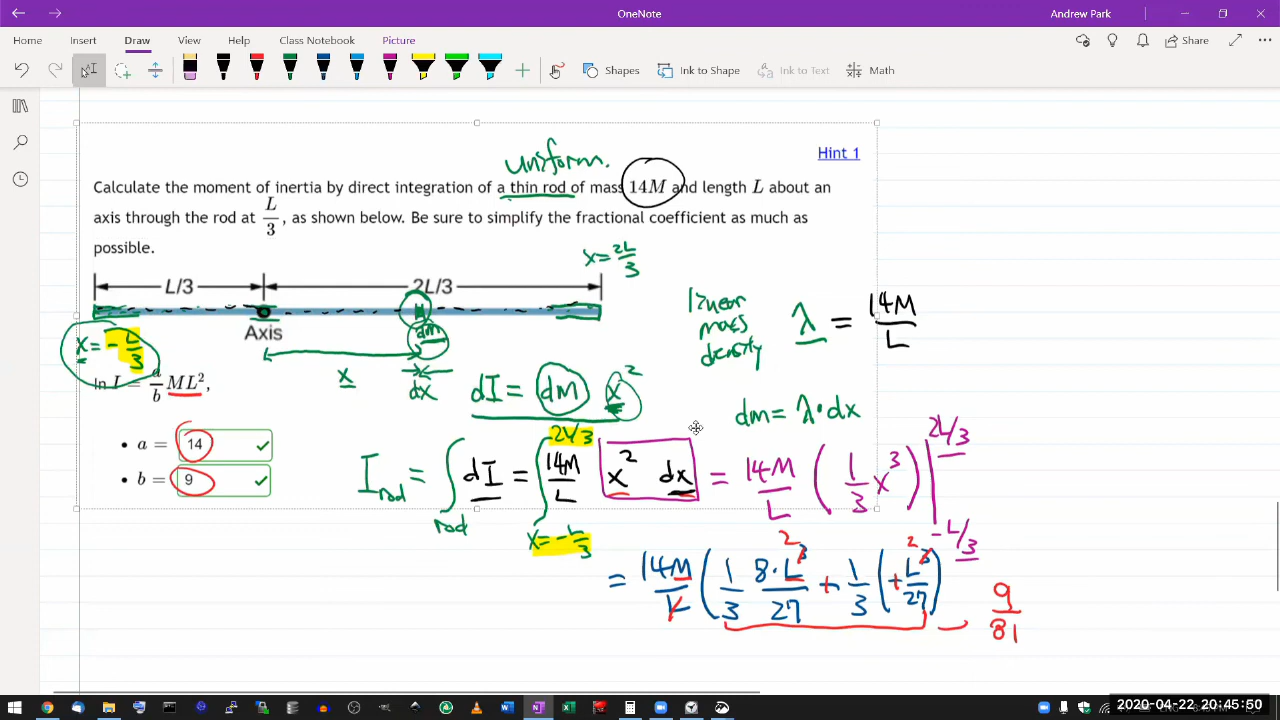 OneNote
Andrew Park
Home Insert Draw View Help Class Notebook Picture
Share
Shapes Ink to Shape Ink to Text Math
Hint 1
uniform.
Calculate the moment of inertia by direct integration of a thin rod of mass 14M and length L about an
axis through the rod at L/3, as shown below. Be sure to simplify the fractional coefficient as much as
possible.
x = 2L/3
L/3 2L/3
linear
mass
density
λ = 14M/L
dm
Axis
x = -L/3
x
dx
In I = a/b ML²,
dI = dm x²
dm = λ·dx
• a = 14
• b = 9
I_rod = ∫_rod dI = ∫_{x=-L/3}^{2L/3} 14M/L x² dx = 14M/L (1/3 x³) |_{-L/3}^{2L/3}
= 14M/L (1/3 8·L³/27 + 1/3 (+L³/27)
2 2
9/81
2020-04-22 20:45:50